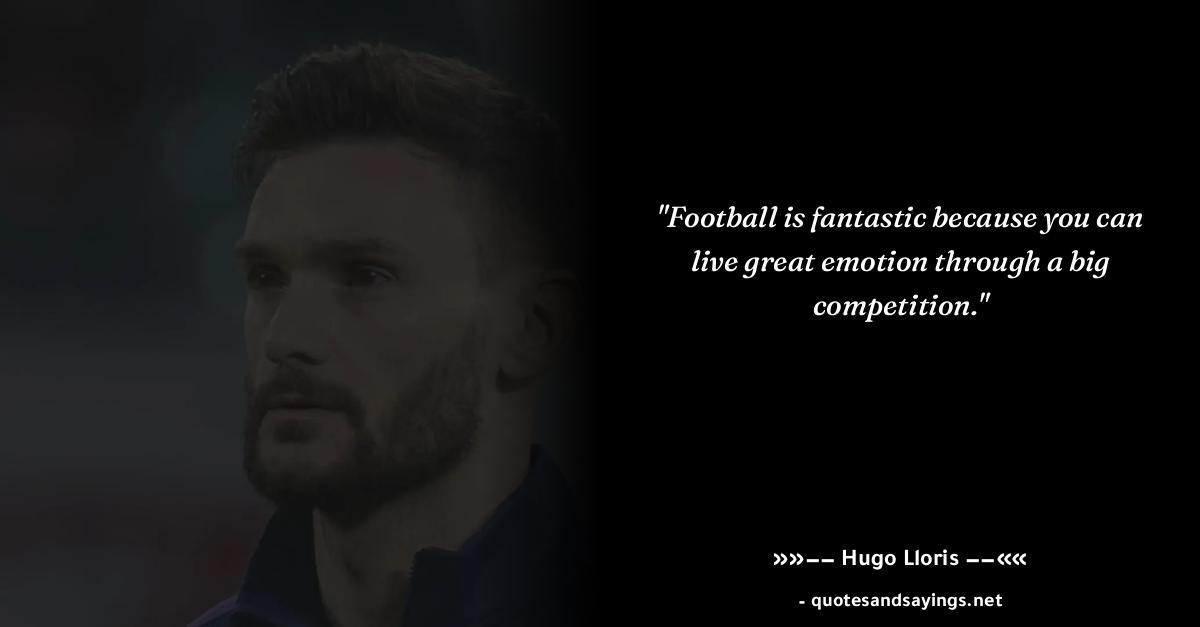 "Football is fantastic because you can
live great emotion through a big
competition."
»»−− Hugo Lloris −−««
- quotesandsayings.net